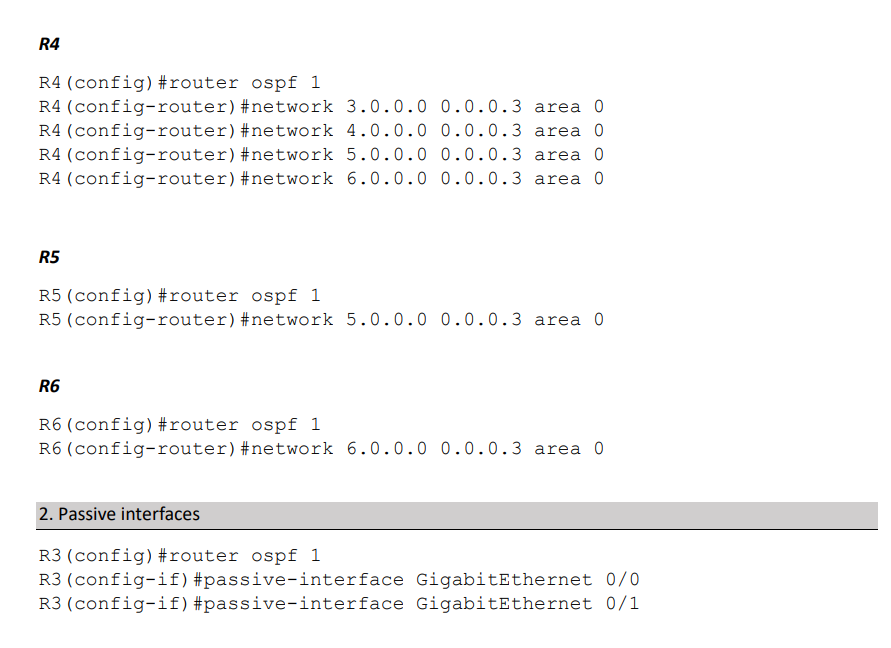 R4
R4(config)#router ospf 1
R4(config-router)#network 3.0.0.0 0.0.0.3 area 0
R4(config-router)#network 4.0.0.0 0.0.0.3 area 0
R4(config-router)#network 5.0.0.0 0.0.0.3 area 0
R4(config-router)#network 6.0.0.0 0.0.0.3 area 0
R5
R5(config)#router ospf 1
R5(config-router)#network 5.0.0.0 0.0.0.3 area 0
R6
R6(config)#router ospf 1
R6(config-router)#network 6.0.0.0 0.0.0.3 area 0
2. Passive interfaces
R3(config)#router ospf 1
R3(config-if)#passive-interface GigabitEthernet 0/0
R3(config-if)#passive-interface GigabitEthernet 0/1